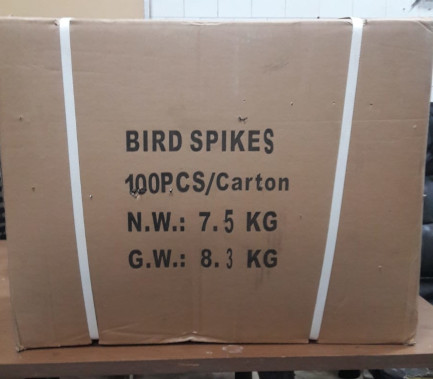 BIRD SPIKES
100PCS/Carton
N.W.: 7.5 KG
G.W.: 8.3 KG